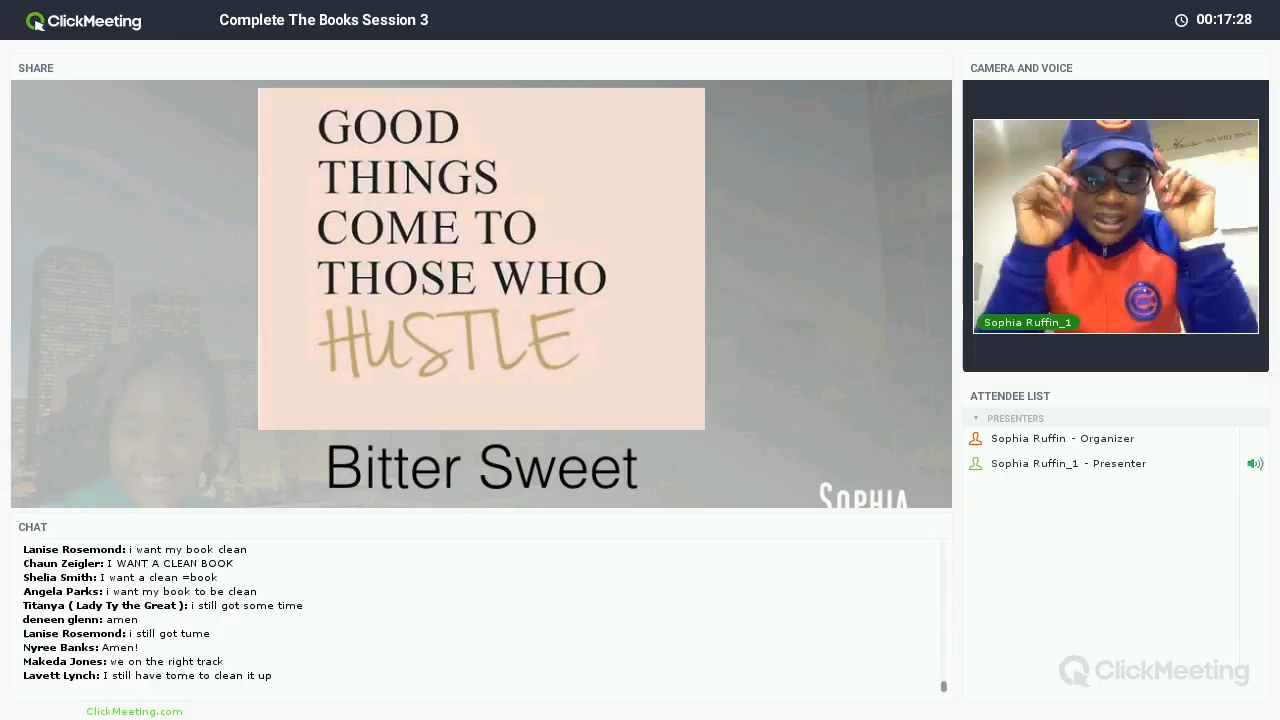 ClickMeeting
Complete The Books Session 3
00:17:28
SHARE
GOOD
THINGS
COME TO
THOSE WHO
HUSTLE
Bitter Sweet
SOPHIA
CAMERA AND VOICE
Sophia Ruffin_1
ATTENDEE LIST
PRESENTERS
Sophia Ruffin - Organizer
Sophia Ruffin_1 - Presenter
CHAT
Lanise Rosemond: i want my book clean
Chaun Zeigler: I WANT A CLEAN BOOK
Shelia Smith: I want a clean =book
Angela Parks: i want my book to be clean
Titanya ( Lady Ty the Great ): i still got some time
deneen glenn: amen
Lanise Rosemond: i still got tume
Nyree Banks: Amen!
Makeda Jones: we on the right track
Lavett Lynch: I still have tome to clean it up
ClickMeeting
ClickMeeting.com